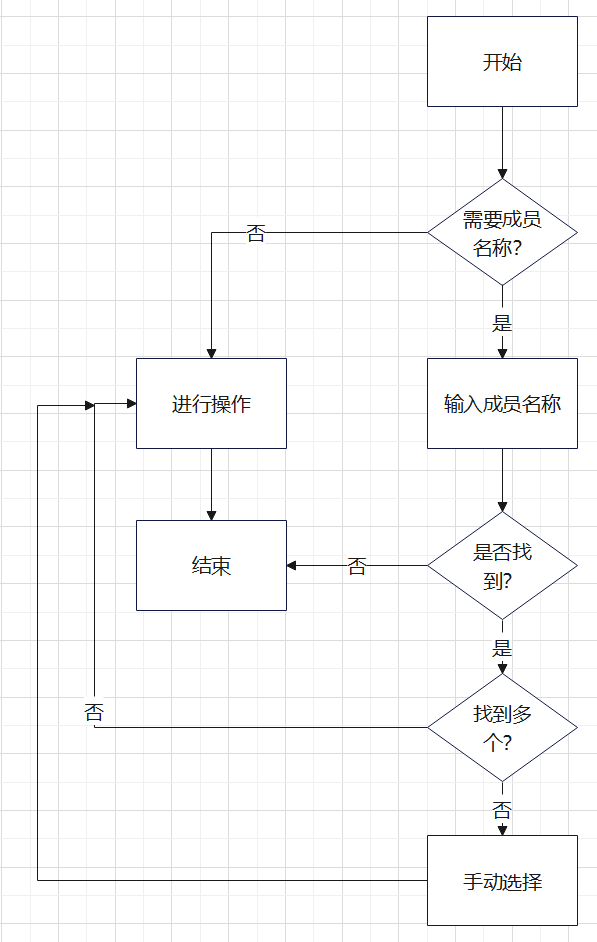 开始
需要成员
名称？
否
是
进行操作
输入成员名称
是否找
到？
否
结束
是
找到多
个？
否
否
手动选择